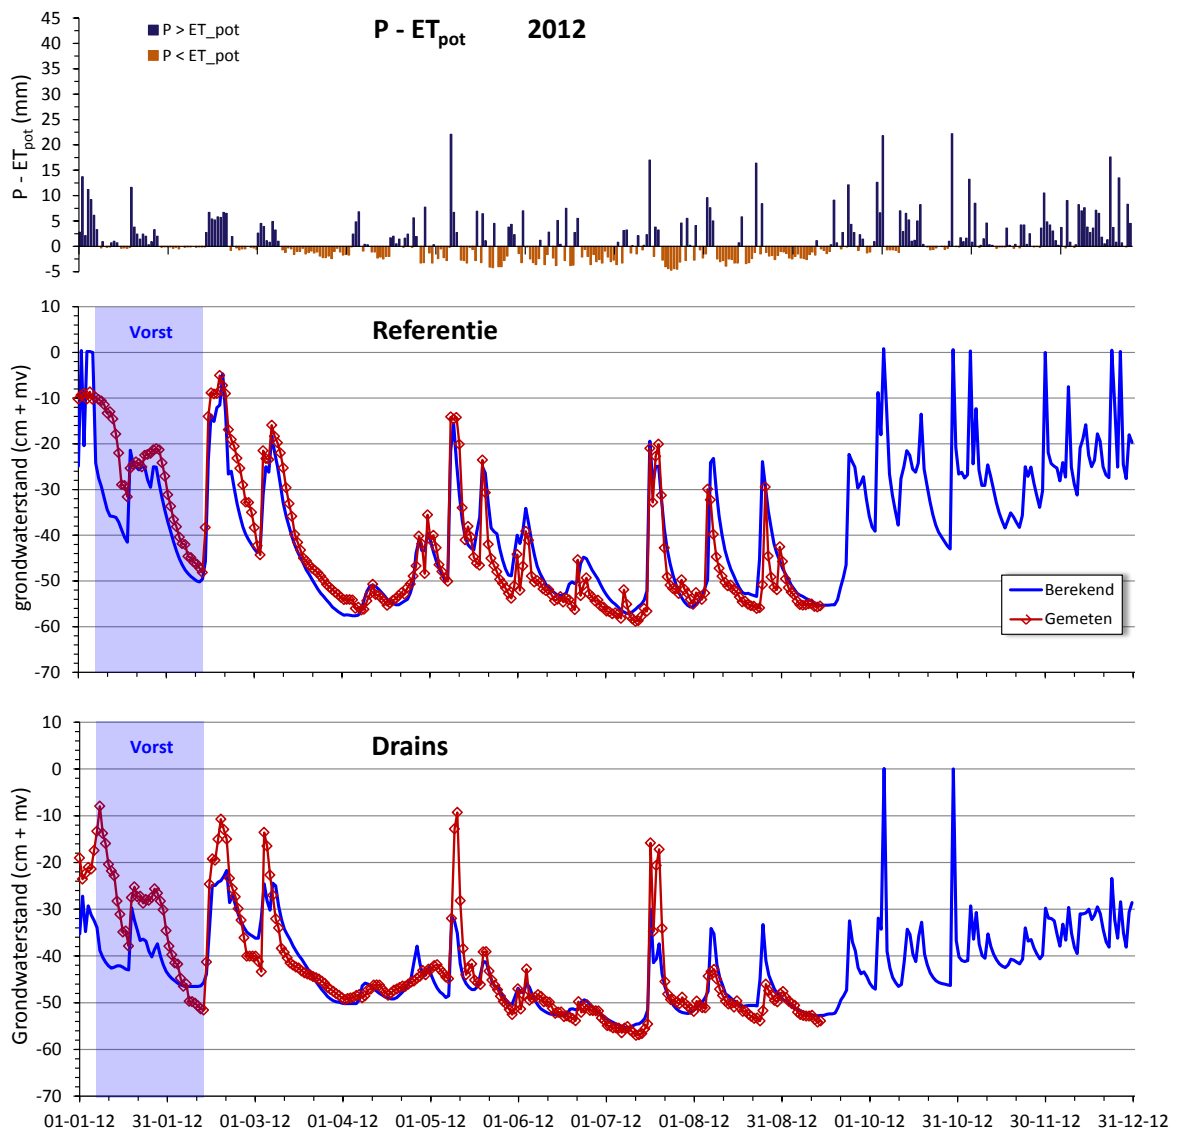 P - ETpot 2012
P > ET_pot
P < ET_pot
P - ETpot (mm)
45
40
35
30
25
20
15
10
5
0
-5
Referentie
Vorst
grondwaterstand (cm + mv)
10
0
-10
-20
-30
-40
-50
-60
-70
Berekend
Gemeten
Drains
Vorst
Grondwaterstand (cm + mv)
10
0
-10
-20
-30
-40
-50
-60
-70
01-01-12 31-01-12 01-03-12 01-04-12 01-05-12 01-06-12 01-07-12 01-08-12 31-08-12 01-10-12 31-10-12 30-11-12 31-12-12